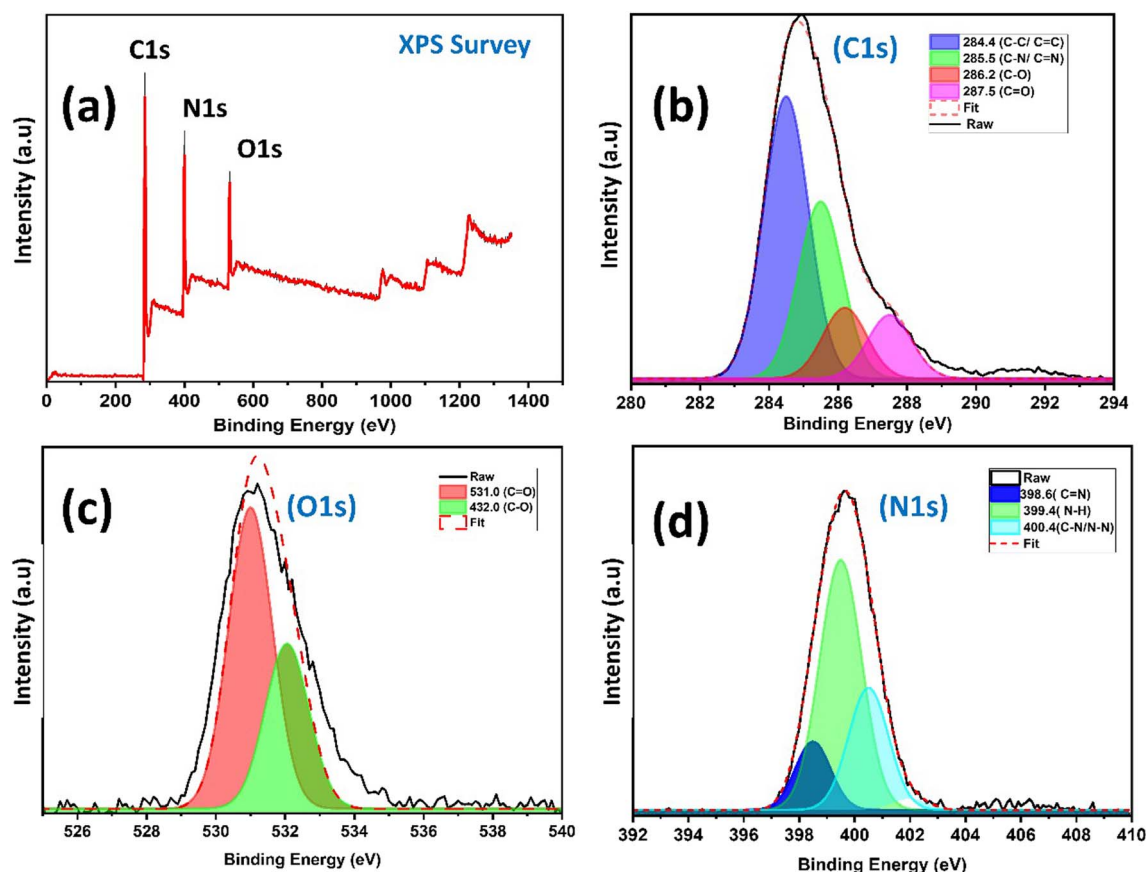 XPS Survey
(a)
C1s
N1s
O1s
Intensity (a.u)
0 200 400 600 800 1000 1200 1400
Binding Energy (eV)
(b)
(C1s)
284.4 (C-C/ C=C)
285.5 (C-N/ C=N)
286.2 (C-O)
287.5 (C=O)
Fit
Raw
Intensity (a.u)
280 282 284 286 288 290 292 294
Binding Energy (eV)
(c)
(O1s)
Raw
531.0 (C=O)
432.0 (C-O)
Fit
Intensity (a.u)
526 528 530 532 534 536 538 540
Binding Energy (eV)
(d)
(N1s)
Raw
398.6( C=N)
399.4( N-H)
400.4(C-N/N-N)
Fit
Intensity (a.u)
392 394 396 398 400 402 404 406 408 410
Binding Energy (eV)